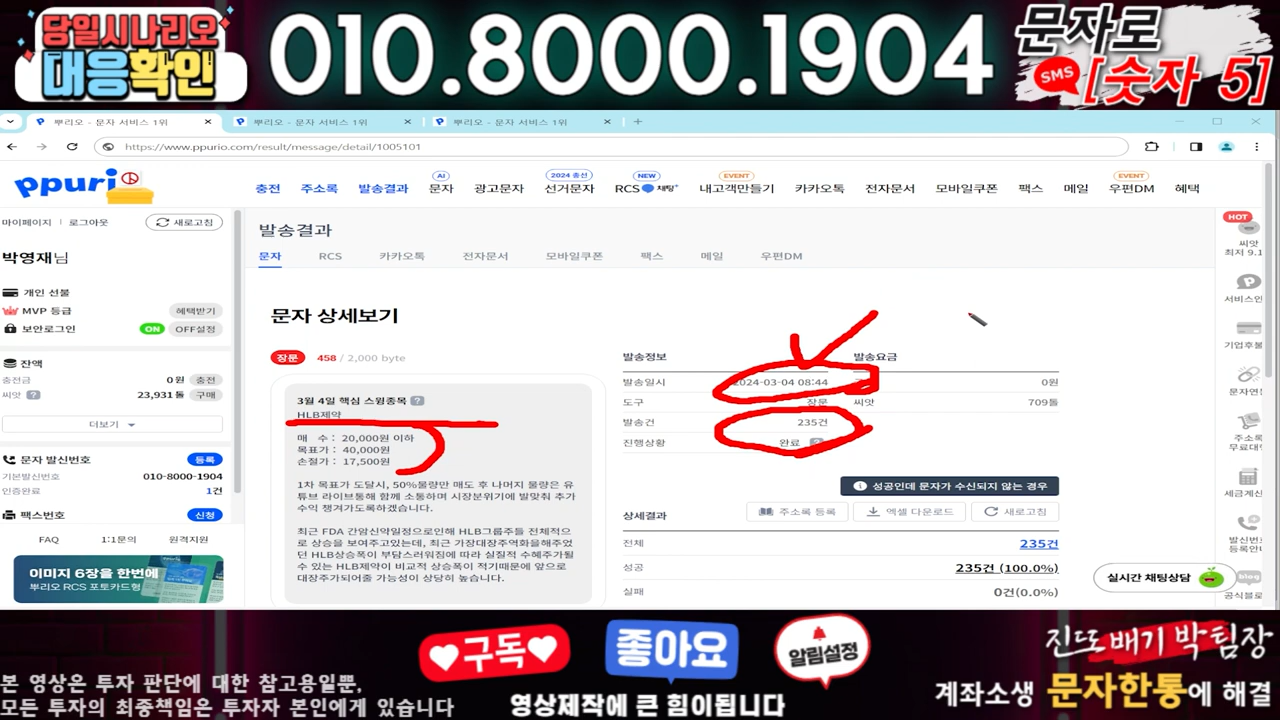 당일시나리오
대응확인
010.8000.1904
문자로
SMS [숫자 5]
뿌리오 - 문자 서비스 1위
뿌리오 - 문자 서비스 1위
뿌리오 - 문자 서비스 1위
https://www.ppurio.com/result/message/detail/1005101
ppuri
충전
주소록
발송결과
AI
문자
광고문자
2024 총선
선거문자
NEW
RCS 채팅+
EVENT
내고객만들기
카카오톡
전자문서
모바일쿠폰
팩스
메일
EVENT
우편DM
혜택
마이페이지 | 로그아웃
새로고침
박영재님
개인 선불
MVP 등급
혜택받기
보안로그인
ON
OFF설정
잔액
충전금
0 원
충전
씨앗 ?
23,931 톨
구매
더보기
문자 발신번호
등록
기본발신번호
010-8000-1904
인증완료
1건
팩스번호
신청
FAQ
1:1문의
원격지원
이미지 6장을 한번에
뿌리오 RCS 포토카드형
발송결과
문자
RCS
카카오톡
전자문서
모바일쿠폰
팩스
메일
우편DM
문자 상세보기
장문
458 / 2,000 byte
3월 4일 핵심 스윙종목 ?
HLB제약
매 수 : 20,000원 이하
목표가 : 40,000원
손절가 : 17,500원
1차 목표가 도달시, 50%물량만 매도 후 나머지 물량은 유
튜브 라이브통해 함께 소통하며 시장분위기에 발맞춰 추가
수익 챙겨가도록하겠습니다.
최근 FDA 간암신약일정으로인해 HLB그룹주들 전체적으
로 상승을 보여주고있는데, 최근 가장대장주역화을해주었
던 HLB상승폭이 부담스러워짐에 따라 실질적 수혜주가될
수 있는 HLB제약이 비교적 상승폭이 적기때문에 앞으로
대장주가되어줄 가능성이 상당히 높습니다.
발송정보
발송요금
발송일시
2024-03-04 08:44
0원
도구
장문
씨앗
709톨
발송건
235건
진행상황
완료 ?
성공인데 문자가 수신되지 않는 경우
상세결과
주소록 등록
엑셀 다운로드
새로고침
전체
235건
성공
235건 (100.0%)
실패
0건(0.0%)
HOT
씨앗
최저 9.1
서비스인
기업후불
문자연
주소록
무료대행
세금계산
발신번호
등록안내
blog
공식블로
실시간 채팅상담
본 영상은 투자 판단에 대한 참고용일뿐,
모든 투자의 최종책임은 투자자 본인에게 있습니다
구독
좋아요
알림설정
영상제작에 큰 힘이됩니다
진또배기 박팀장
계좌소생 문자한통에 해결